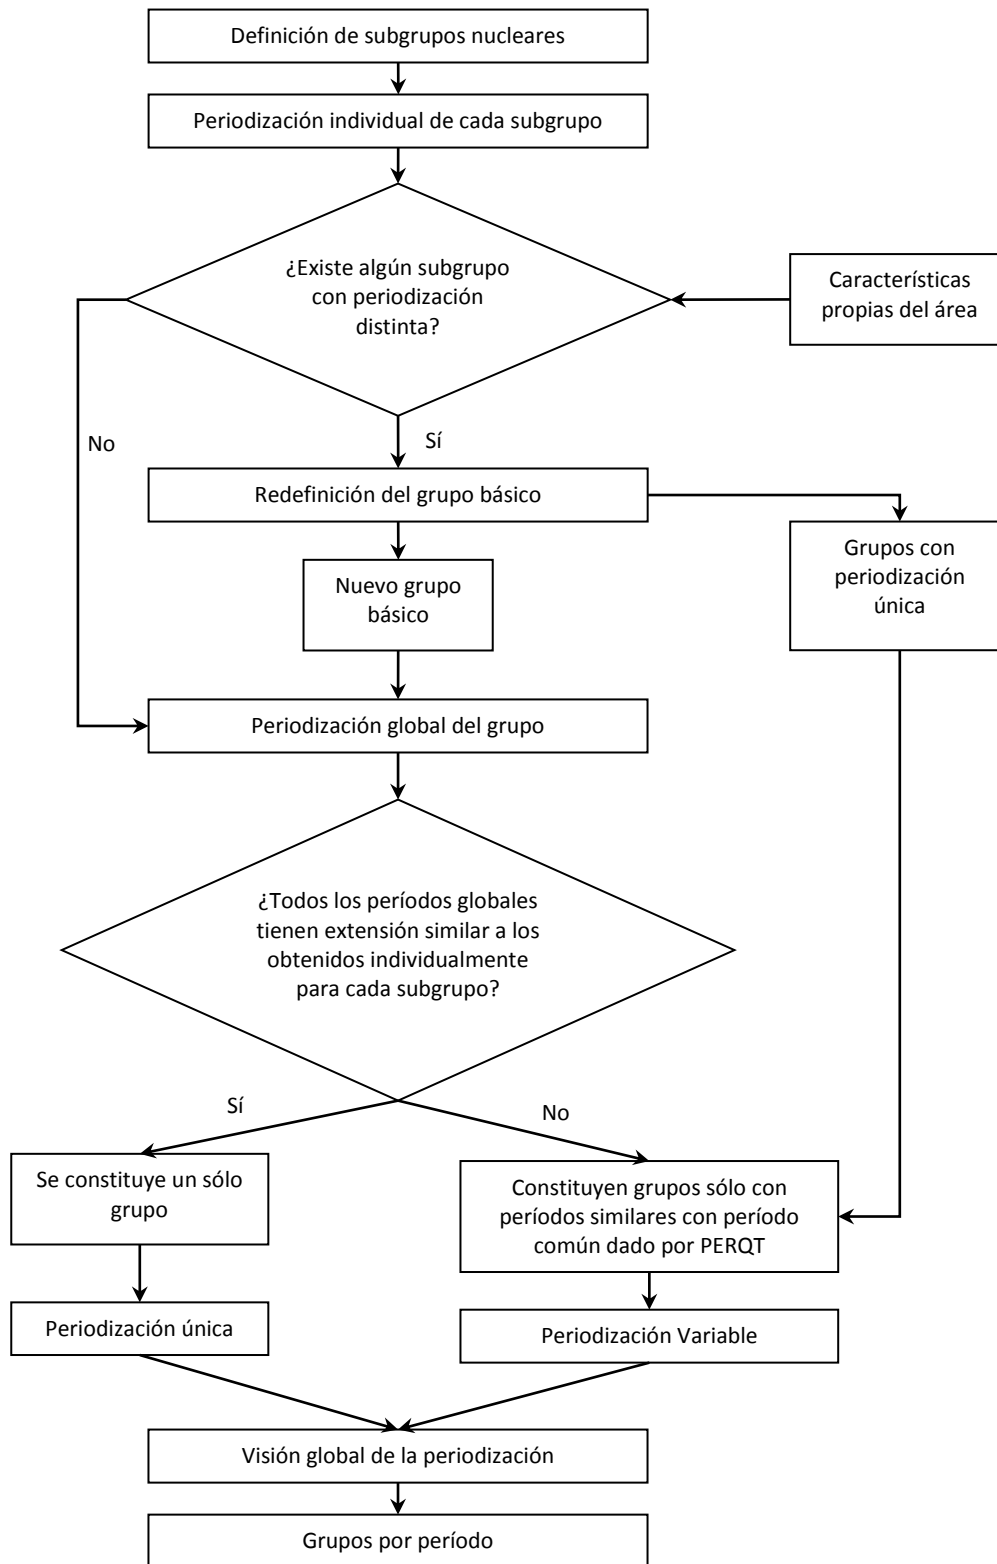 Definición de subgrupos nucleares
Periodización individual de cada subgrupo
¿Existe algún subgrupo
con periodización
distinta?
Características
propias del área
No
Sí
Redefinición del grupo básico
Grupos con
periodización
única
Nuevo grupo
básico
Periodización global del grupo
¿Todos los períodos globales
tienen extensión similar a los
obtenidos individualmente
para cada subgrupo?
Sí
No
Se constituye un sólo
grupo
Constituyen grupos sólo con
períodos similares con período
común dado por PERQT
Periodización única
Periodización Variable
Visión global de la periodización
Grupos por período